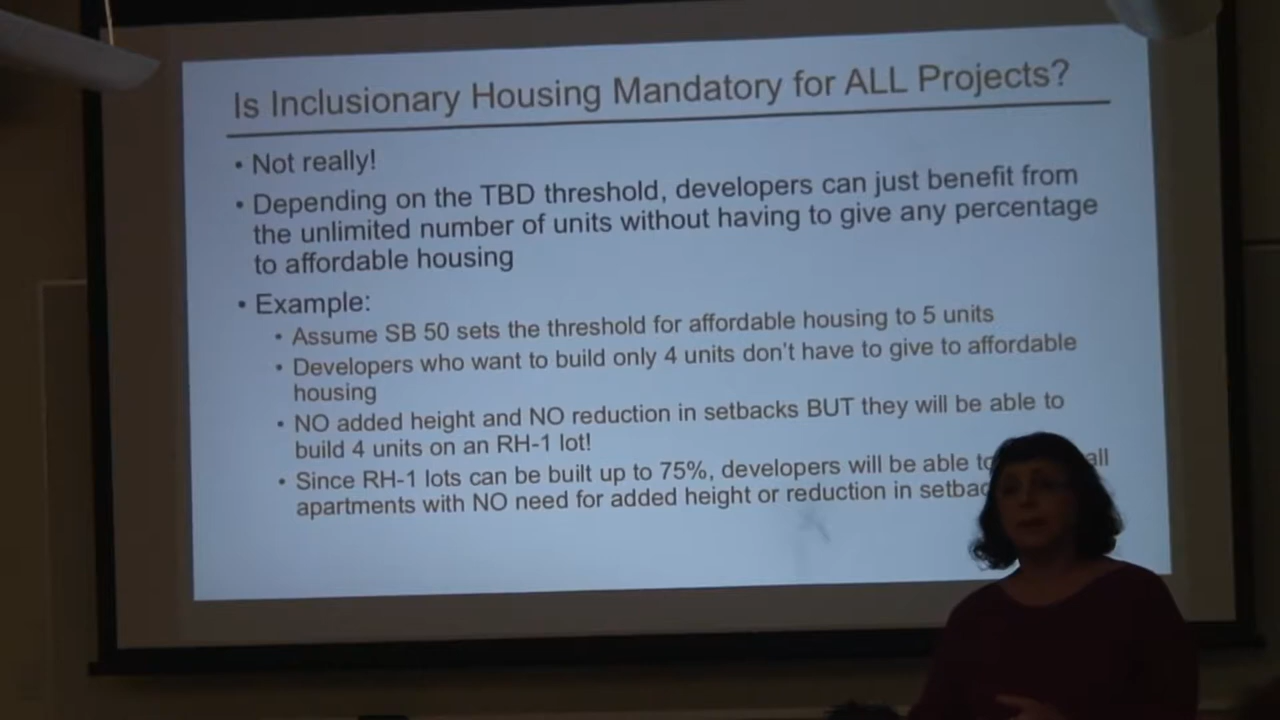 Is Inclusionary Housing Mandatory for ALL Projects?
• Not really!
• Depending on the TBD threshold, developers can just benefit from
the unlimited number of units without having to give any percentage
to affordable housing
• Example:
• Assume SB 50 sets the threshold for affordable housing to 5 units
• Developers who want to build only 4 units don't have to give to affordable
housing
• NO added height and NO reduction in setbacks BUT they will be able to
build 4 units on an RH-1 lot!
• Since RH-1 lots can be built up to 75%, developers will be able
apartments with NO need for added height or reduction in